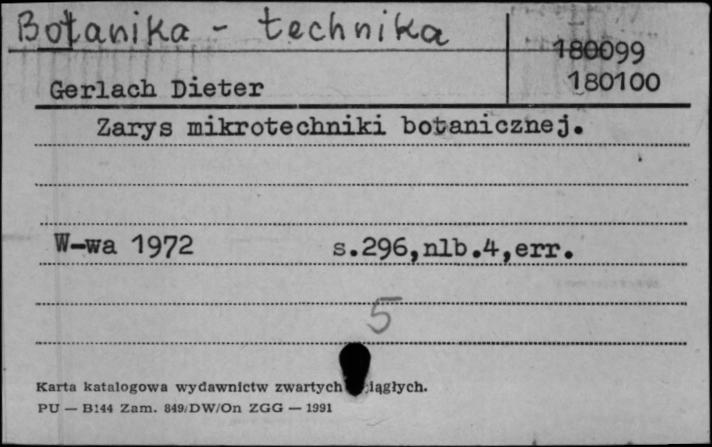 Botanika - technika
180099
180100
Gerlach Dieter
Zarys mikrotechniki botanicznej.
W-wa 1972 s.296,nlb.4,err.
5
Karta katalogowa wydawnictw zwartych iągłych.
PU — B144 Zam. 849/DW/On ZGG — 1991